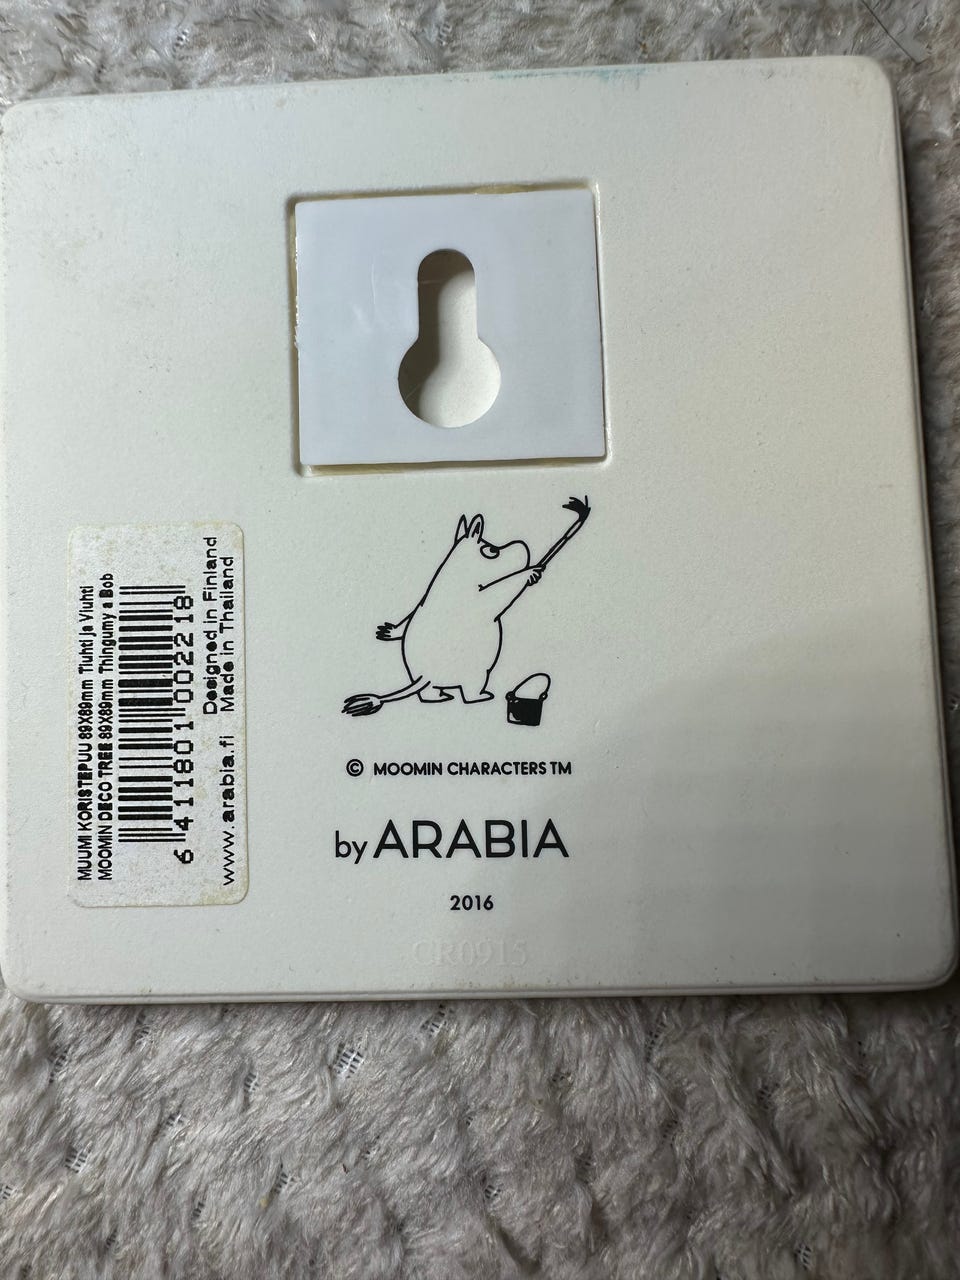 MUUMI KORISTEPUU 89X89mm Tiuhti ja Viuhti
MOOMIN DECO TREE 89X89mm Thingumy a Bob
6 411801 002218
Designed in Finland
www.arabia.fi Made in Thailand
© MOOMIN CHARACTERS TM
by ARABIA
2016
CR0915